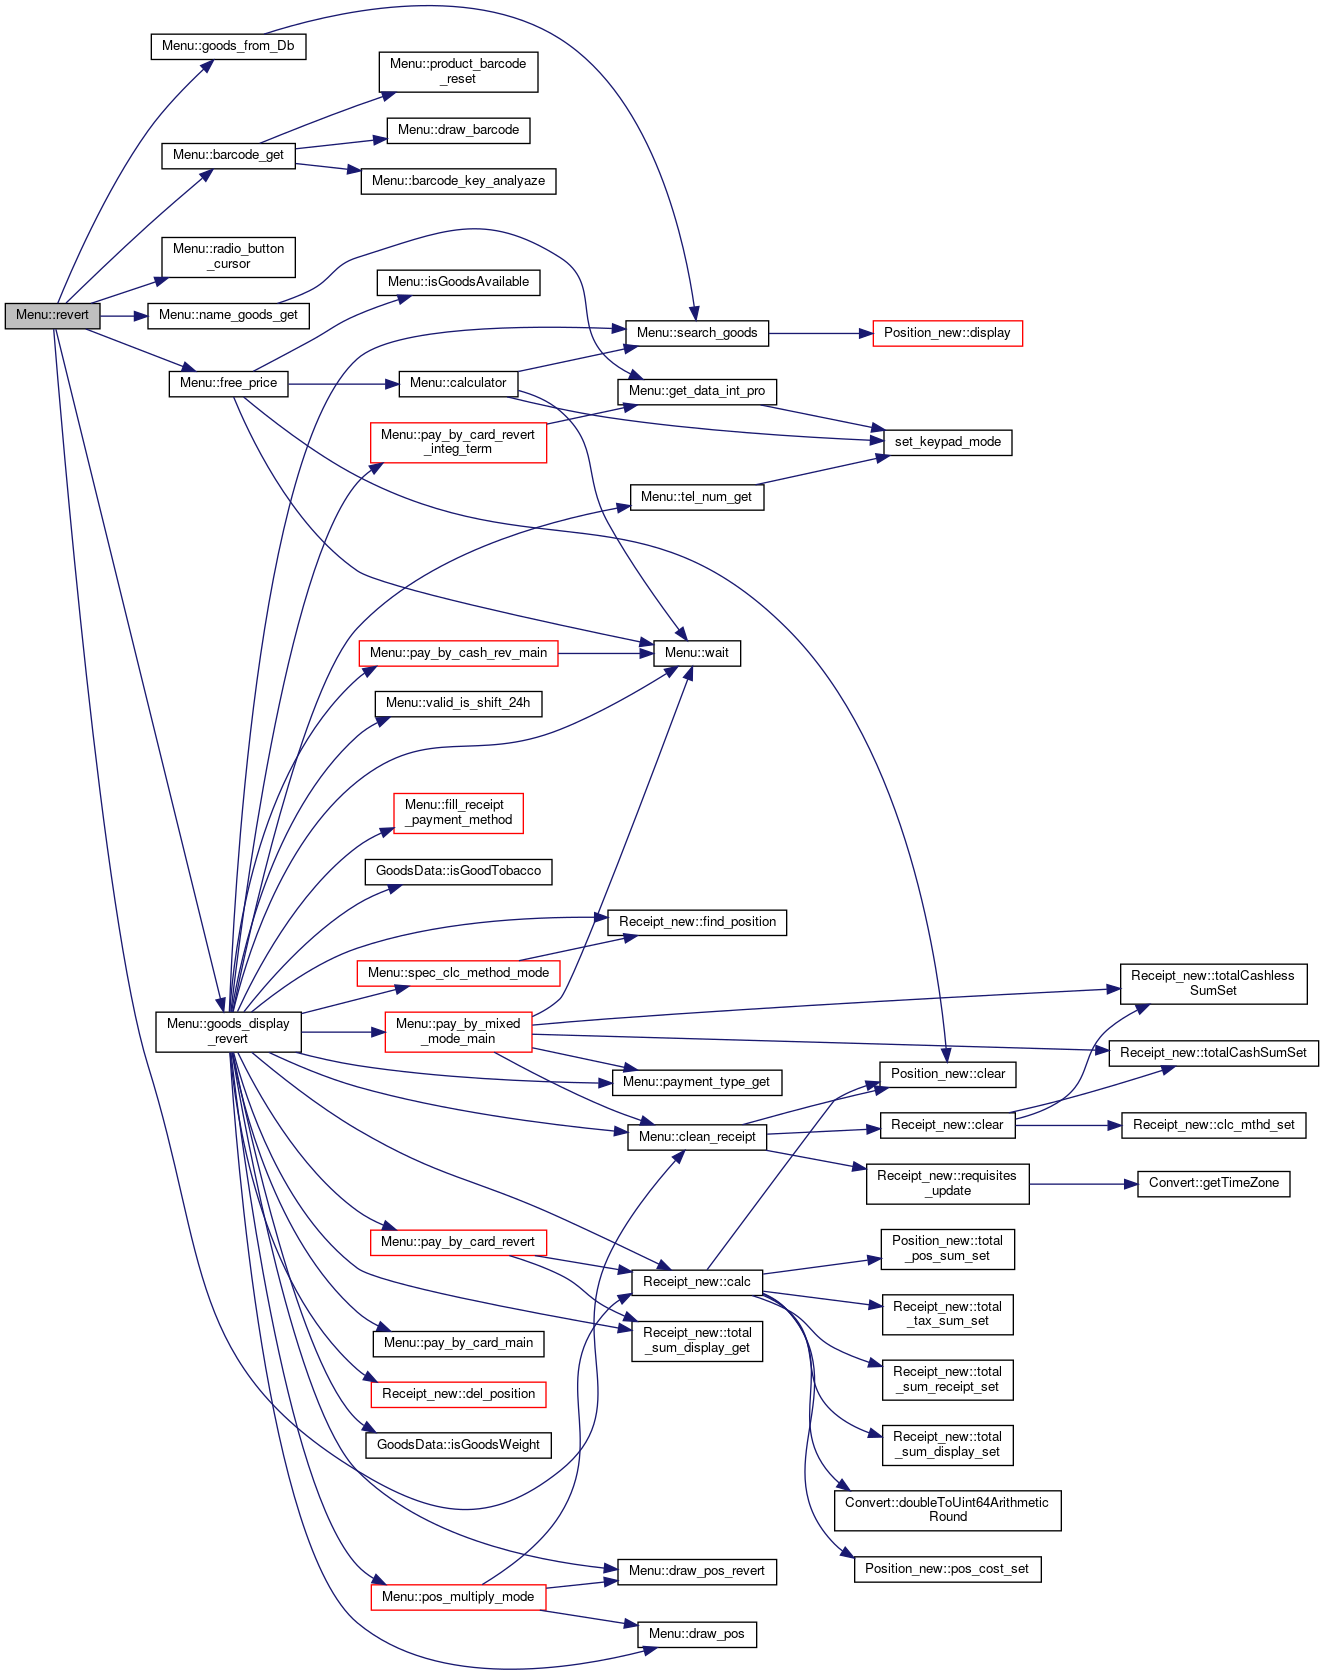 Menu::goods_from_Db
Menu::product_barcode
_reset
Menu::draw_barcode
Menu::barcode_get
Menu::barcode_key_analyaze
Menu::radio_button
_cursor
Menu::isGoodsAvailable
Menu::revert
Menu::name_goods_get
Menu::search_goods
Position_new::display
Menu::free_price
Menu::calculator
Menu::get_data_int_pro
Menu::pay_by_card_revert
_integ_term
set_keypad_mode
Menu::tel_num_get
Menu::pay_by_cash_rev_main
Menu::wait
Menu::valid_is_shift_24h
Menu::fill_receipt
_payment_method
GoodsData::isGoodTobacco
Receipt_new::find_position
Menu::spec_clc_method_mode
Receipt_new::totalCashless
SumSet
Menu::goods_display
_revert
Menu::pay_by_mixed
_mode_main
Receipt_new::totalCashSumSet
Menu::payment_type_get
Position_new::clear
Menu::clean_receipt
Receipt_new::clear
Receipt_new::clc_mthd_set
Receipt_new::requisites
_update
Convert::getTimeZone
Menu::pay_by_card_revert
Position_new::total
_pos_sum_set
Receipt_new::calc
Receipt_new::total
_tax_sum_set
Menu::pay_by_card_main
Receipt_new::total
_sum_display_get
Receipt_new::total
_sum_receipt_set
Receipt_new::del_position
GoodsData::isGoodsWeight
Receipt_new::total
_sum_display_set
Convert::doubleToUint64Arithmetic
Round
Menu::draw_pos_revert
Position_new::pos_cost_set
Menu::pos_multiply_mode
Menu::draw_pos